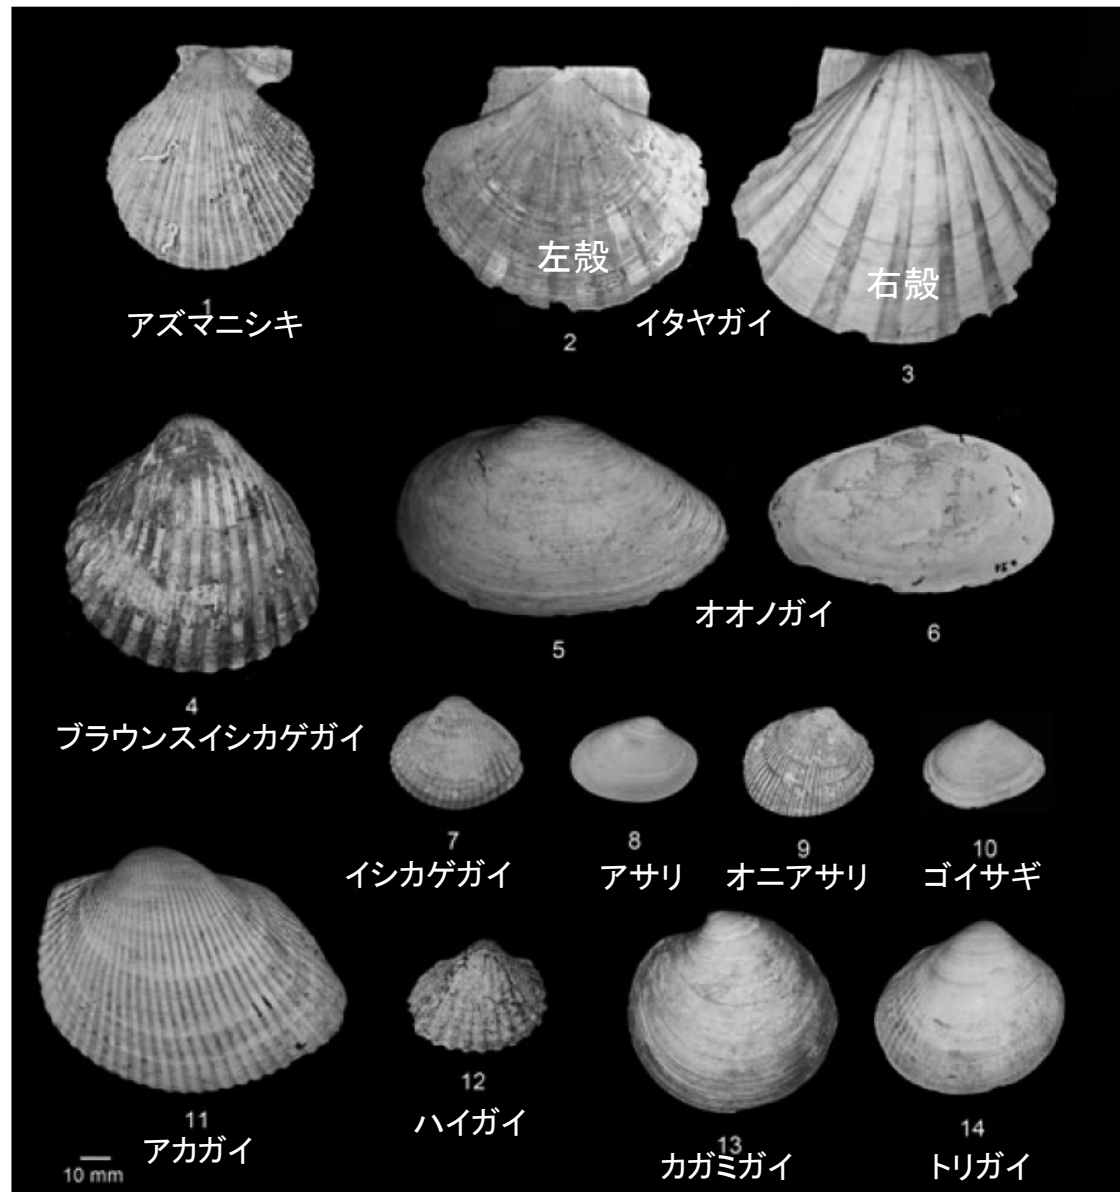 1
アズマニシキ
左殻
2
イタヤガイ
右殻
3
4
ブラウンスイシカゲガイ
5
オオノガイ
6
7
イシカゲガイ
8
アサリ
9
オニアサリ
10
ゴイサギ
11
アカガイ
10 mm
12
ハイガイ
13
カガミガイ
14
トリガイ